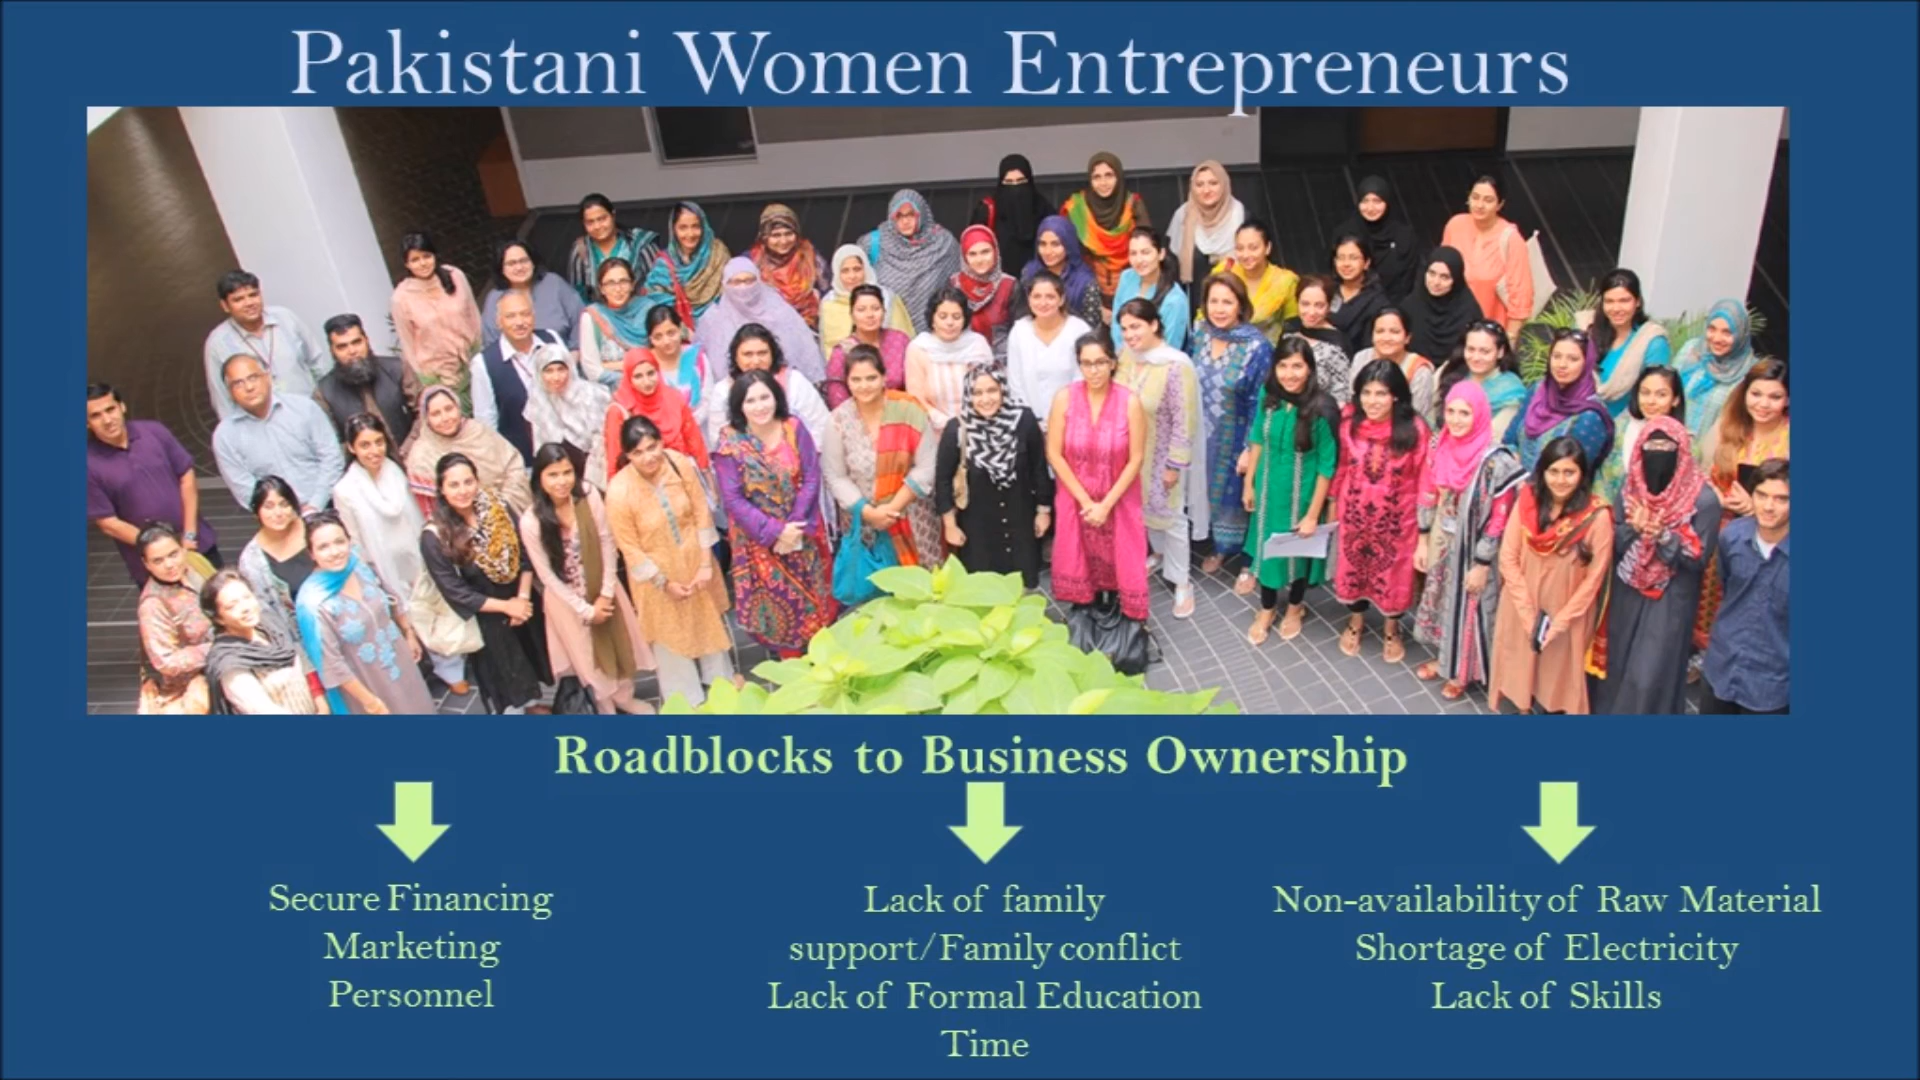 Pakistani Women Entrepreneurs
Roadblocks to Business Ownership
Secure Financing
Marketing
Personnel
Lack of family
support/Family conflict
Lack of Formal Education
Time
Non-availability of Raw Material
Shortage of Electricity
Lack of Skills